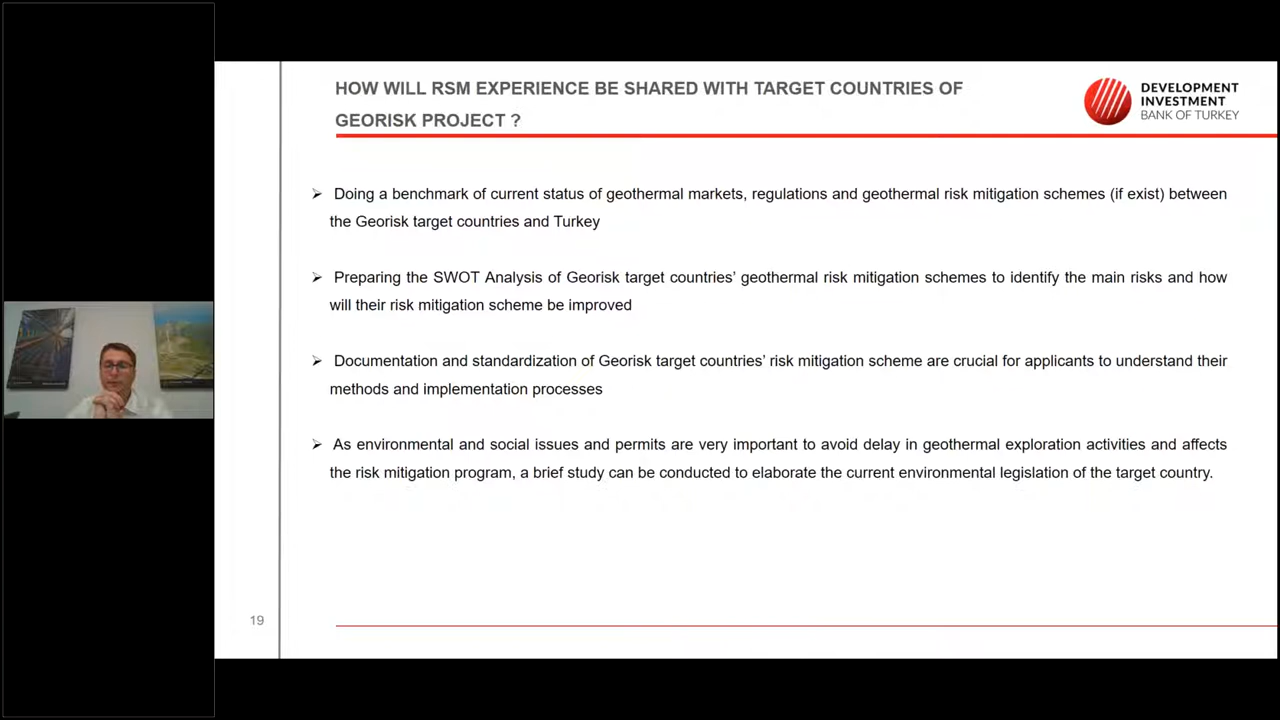 HOW WILL RSM EXPERIENCE BE SHARED WITH TARGET COUNTRIES OF
GEORISK PROJECT ?
DEVELOPMENT
INVESTMENT
BANK OF TURKEY
➢ Doing a benchmark of current status of geothermal markets, regulations and geothermal risk mitigation schemes (if exist) between
the Georisk target countries and Turkey
➢ Preparing the SWOT Analysis of Georisk target countries’ geothermal risk mitigation schemes to identify the main risks and how
will their risk mitigation scheme be improved
➢ Documentation and standardization of Georisk target countries’ risk mitigation scheme are crucial for applicants to understand their
methods and implementation processes
➢ As environmental and social issues and permits are very important to avoid delay in geothermal exploration activities and affects
the risk mitigation program, a brief study can be conducted to elaborate the current environmental legislation of the target country.
19